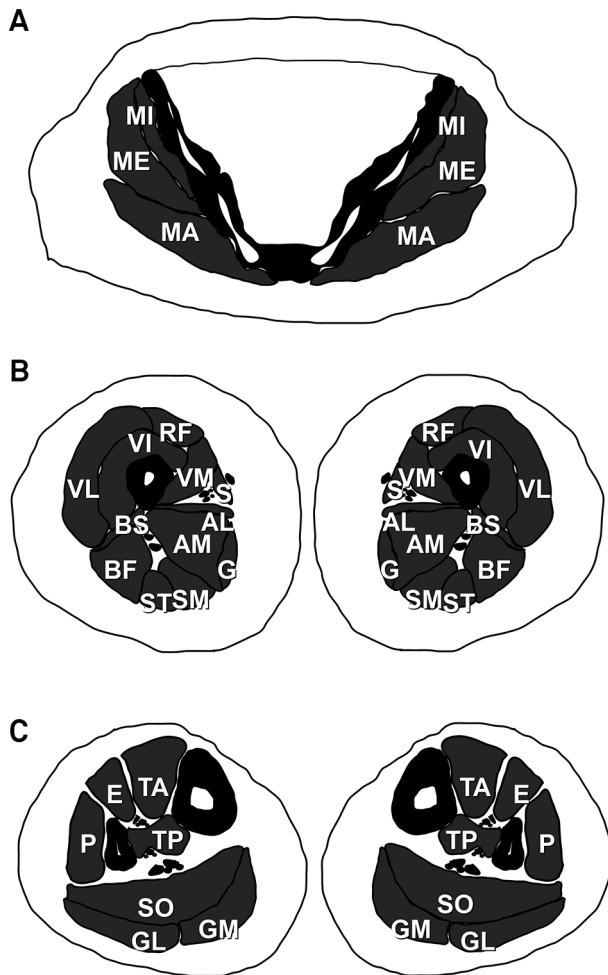 A
MI MI
ME ME
MA MA
B
RF RF
VI VI
VM VM
VL S S VL
BS AL AL BS
AM AM
BF G G BF
ST SM SM ST
C
TA TA
E E
P TP TP P
SO SO
GM GM
GL GL